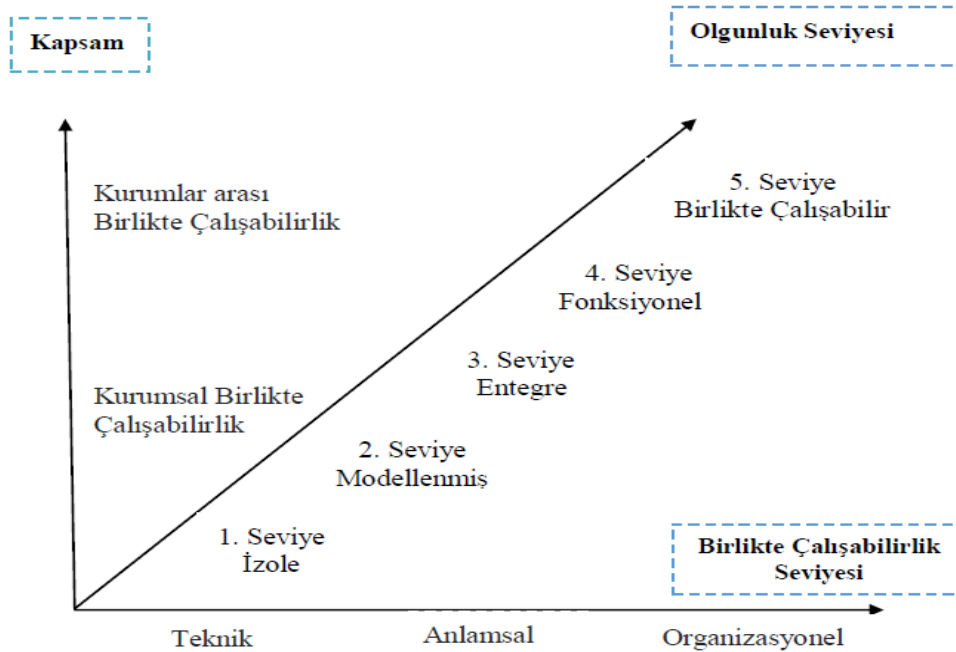 Kapsam
Olgunluk Seviyesi
Kurumlar arası
Birlikte Çalışabilirlik
5. Seviye
Birlikte Çalışabilir
4. Seviye
Fonksiyonel
3. Seviye
Entegre
Kurumsal Birlikte
Çalışabilirlik
2. Seviye
Modellenmiş
1. Seviye
İzole
Birlikte Çalışabilirlik
Seviyesi
Teknik
Anlamsal
Organizasyonel